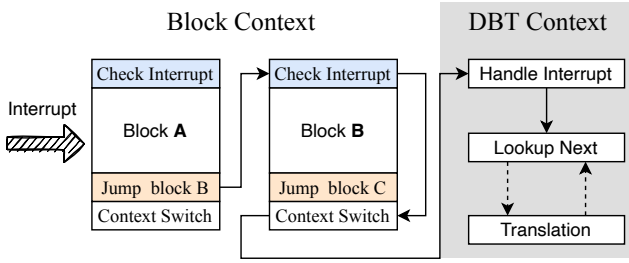 Block Context
DBT Context
Interrupt
Check Interrupt
Block A
Jump block B
Context Switch
Check Interrupt
Block B
Jump block C
Context Switch
Handle Interrupt
Lookup Next
Translation